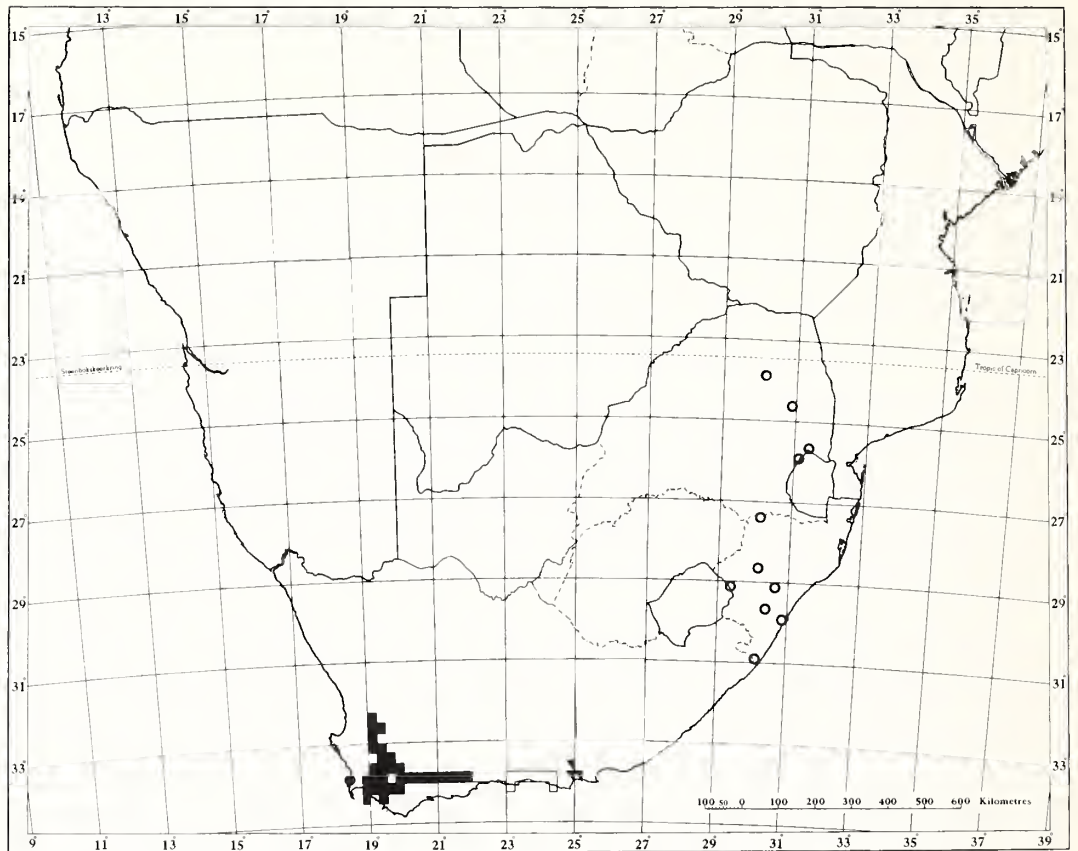 13° 15° 17° 19° 20° 21° 23° 25° 27° 29° 31° 33° 35°
15° 15°
17° 17°
19° 19°
21° 21°
23° 23°
Steenbokskeerkring Tropic of Capricorn
25° 25°
27° 27°
29° 29°
31° 31°
33° 33°
100 50 0 100 200 300 400 500 600 Kilometres
9° 11° 13° 15° 17° 19° 21° 23° 25° 27° 29° 31° 33° 35° 37° 39°